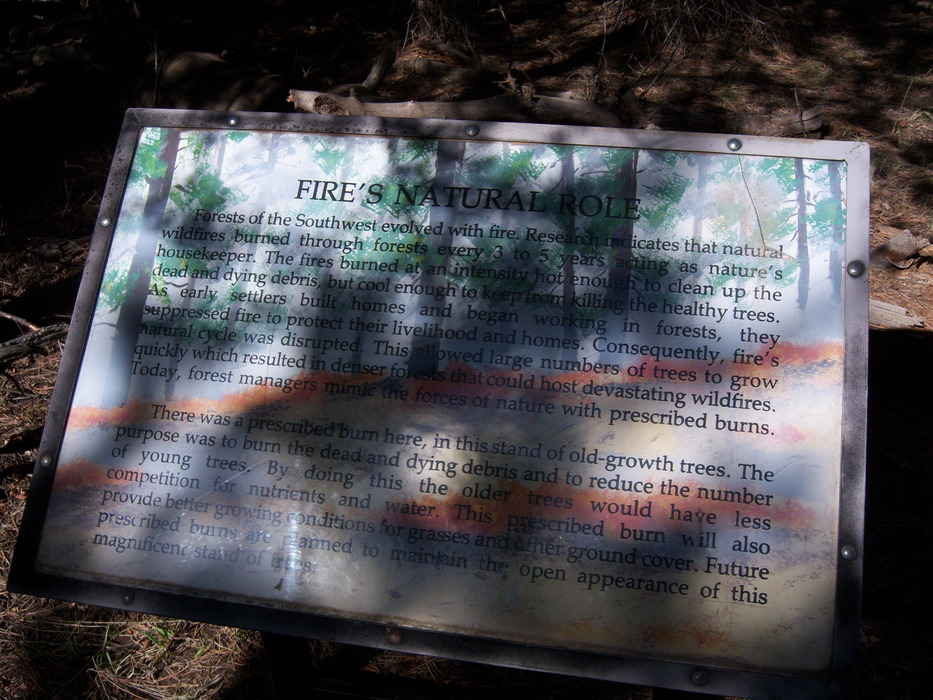 FIRE'S NATURAL ROLE
Forests of the Southwest evolved with fire. Research indicates that natural
wildfires burned through forests every 3 to 5 years acting as nature's
housekeeper. The fires burned at an intensity hot enough to clean up the
dead and dying debris, but cool enough to keep from killing the healthy trees.
As early settlers built homes and began working in forests, they
suppressed fire to protect their livelihood and homes. Consequently, fire's
natural cycle was disrupted. This allowed large numbers of trees to grow
quickly which resulted in denser forests that could host devastating wildfires.
Today, forest managers mimic the forces of nature with prescribed burns.
There was a prescribed burn here, in this stand of old-growth trees. The
purpose was to burn the dead and dying debris and to reduce the number
of young trees. By doing this the older trees would have less
competition for nutrients and water. This prescribed burn will also
provide better growing conditions for grasses and other ground cover. Future
prescribed burns are planned to maintain the open appearance of this
magnificent stand of trees.